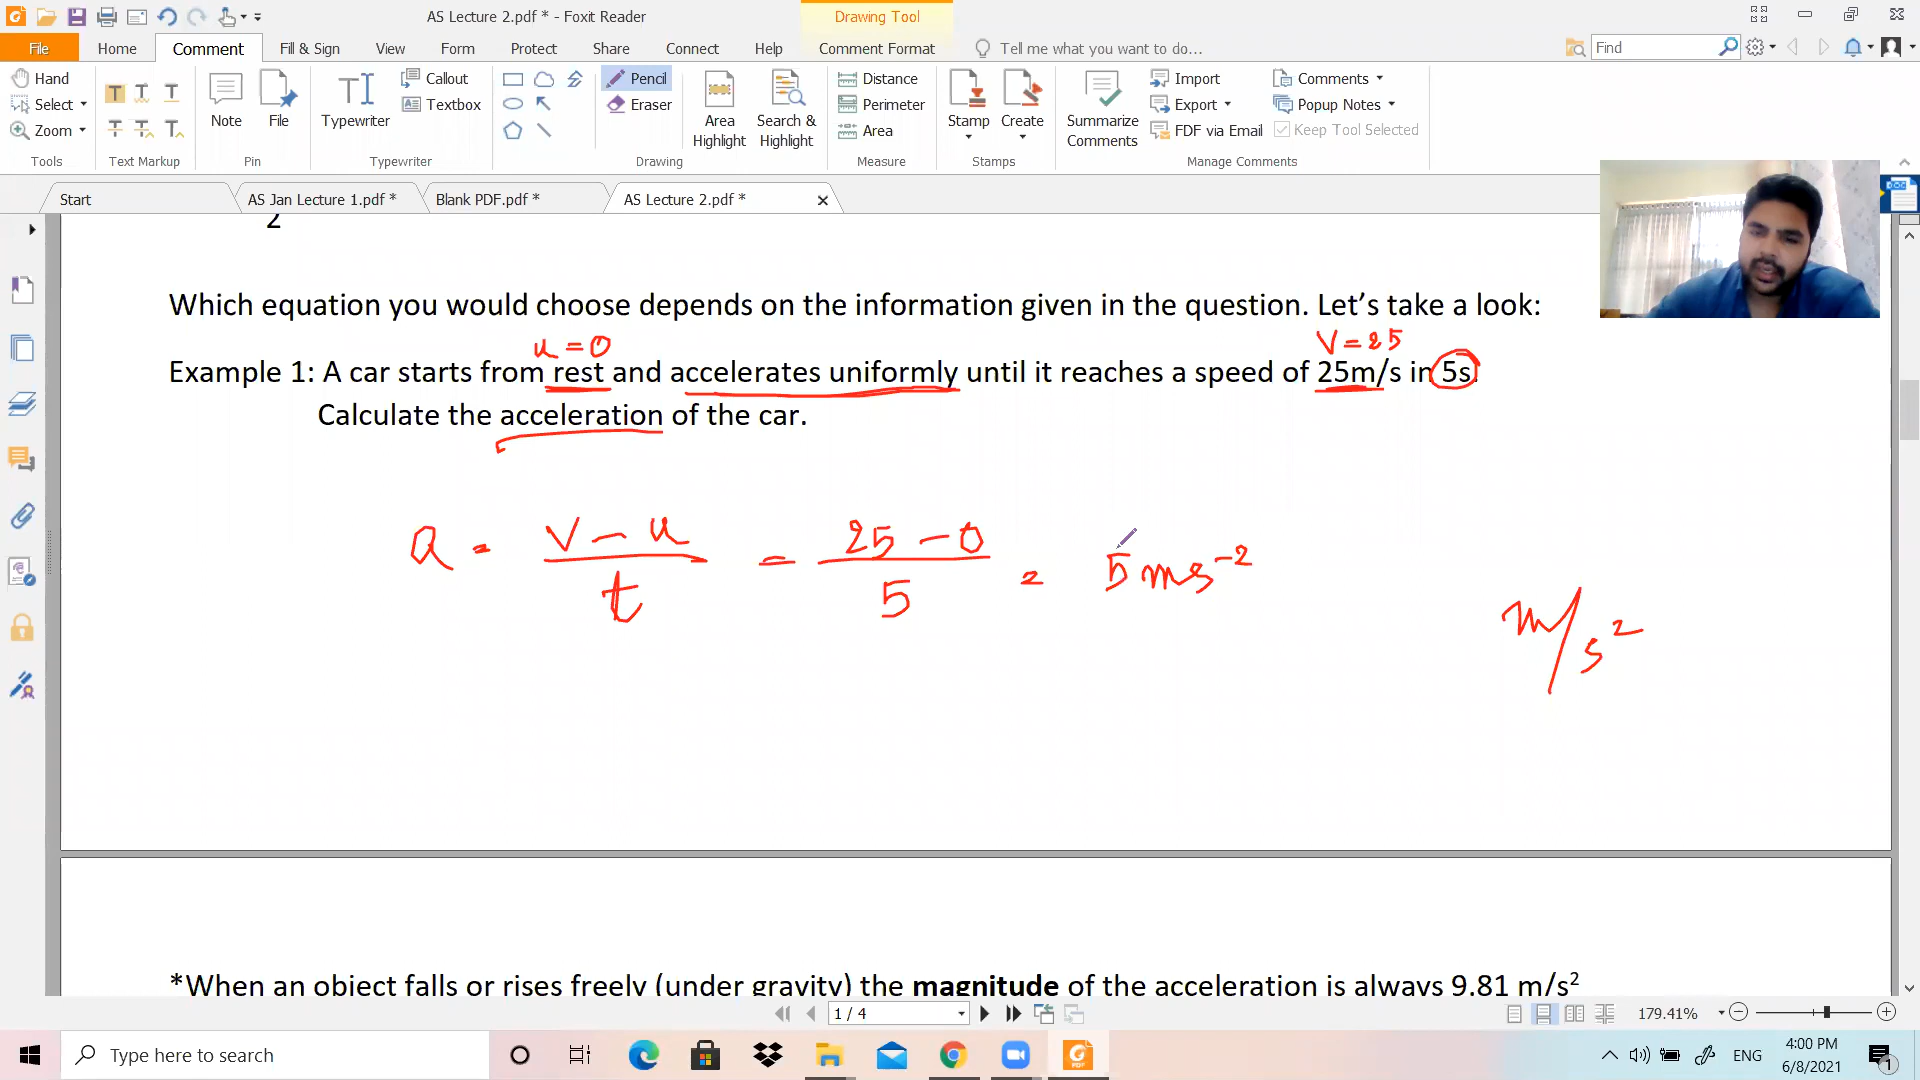 AS Lecture 2.pdf * - Foxit Reader
Drawing Tool
File Home Comment Fill & Sign View Form Protect Share Connect Help Comment Format Tell me what you want to do... Find
Hand
Select
Zoom
Tools
Text Markup
Note
File
Pin
Typewriter
Callout
Textbox
Typewriter
Pencil
Eraser
Area Highlight
Drawing
Search & Highlight
Distance
Perimeter
Area
Measure
Stamp
Create
Stamps
Summarize Comments
Import
Export
FDF via Email
Comments
Popup Notes
Keep Tool Selected
Manage Comments
Start AS Jan Lecture 1.pdf * Blank PDF.pdf * AS Lecture 2.pdf *
2
Which equation you would choose depends on the information given in the question. Let’s take a look:
u = 0 V = 25
Example 1: A car starts from rest and accelerates uniformly until it reaches a speed of 25m/s in 5s.
Calculate the acceleration of the car.
a = v - u / t = 25 - 0 / 5 = 5 ms⁻²
m/s²
*When an object falls or rises freely (under gravity) the magnitude of the acceleration is always 9.81 m/s²
1 / 4 179.41%
Type here to search
ENG
4:00 PM
6/8/2021
1